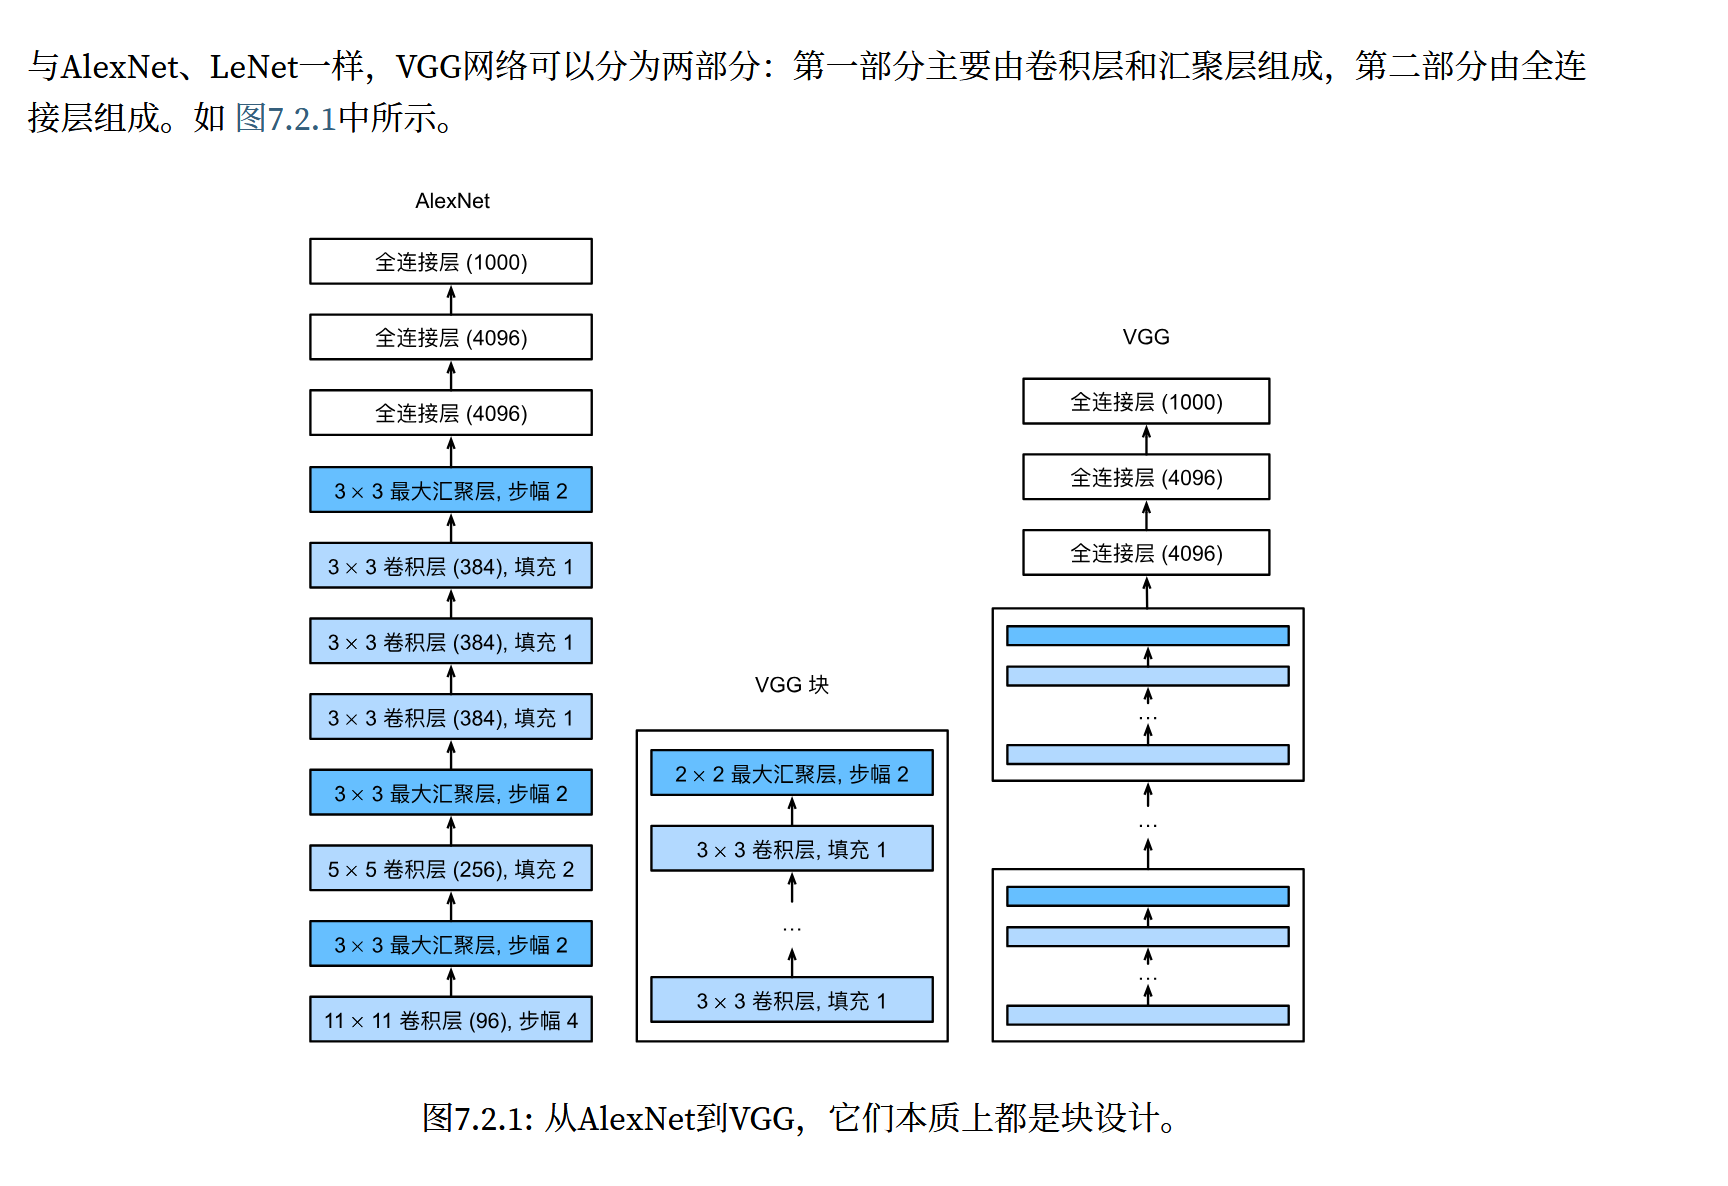 与AlexNet、LeNet一样，VGG网络可以分为两部分：第一部分主要由卷积层和汇聚层组成，第二部分由全连
接层组成。如 图7.2.1中所示。
AlexNet
全连接层 (1000)
全连接层 (4096)
全连接层 (4096)
3 × 3 最大汇聚层, 步幅 2
3 × 3 卷积层 (384), 填充 1
3 × 3 卷积层 (384), 填充 1
3 × 3 卷积层 (384), 填充 1
3 × 3 最大汇聚层, 步幅 2
5 × 5 卷积层 (256), 填充 2
3 × 3 最大汇聚层, 步幅 2
11 × 11 卷积层 (96), 步幅 4
VGG 块
2 × 2 最大汇聚层, 步幅 2
3 × 3 卷积层, 填充 1
...
3 × 3 卷积层, 填充 1
VGG
全连接层 (1000)
全连接层 (4096)
全连接层 (4096)
...
...
...
图7.2.1: 从AlexNet到VGG，它们本质上都是块设计。